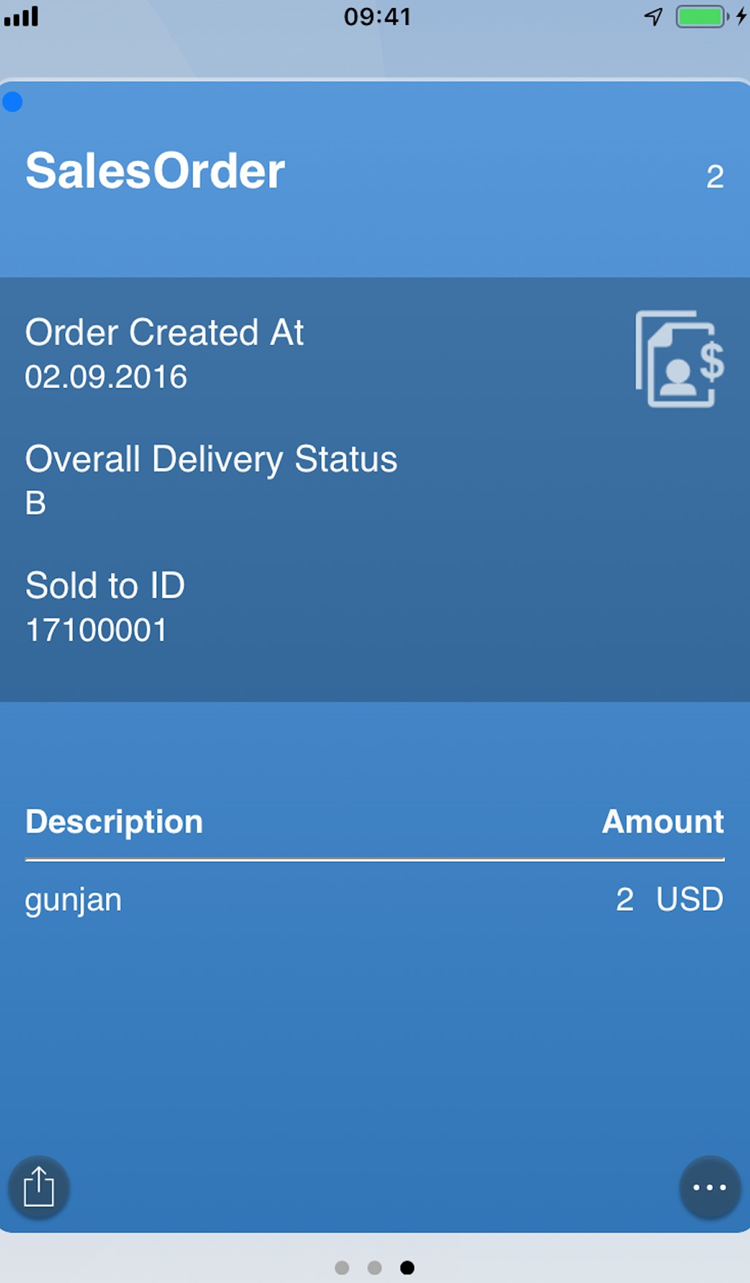 09:41
SalesOrder 2
Order Created At
02.09.2016
$
Overall Delivery Status
B
Sold to ID
17100001
Description Amount
gunjan 2 USD